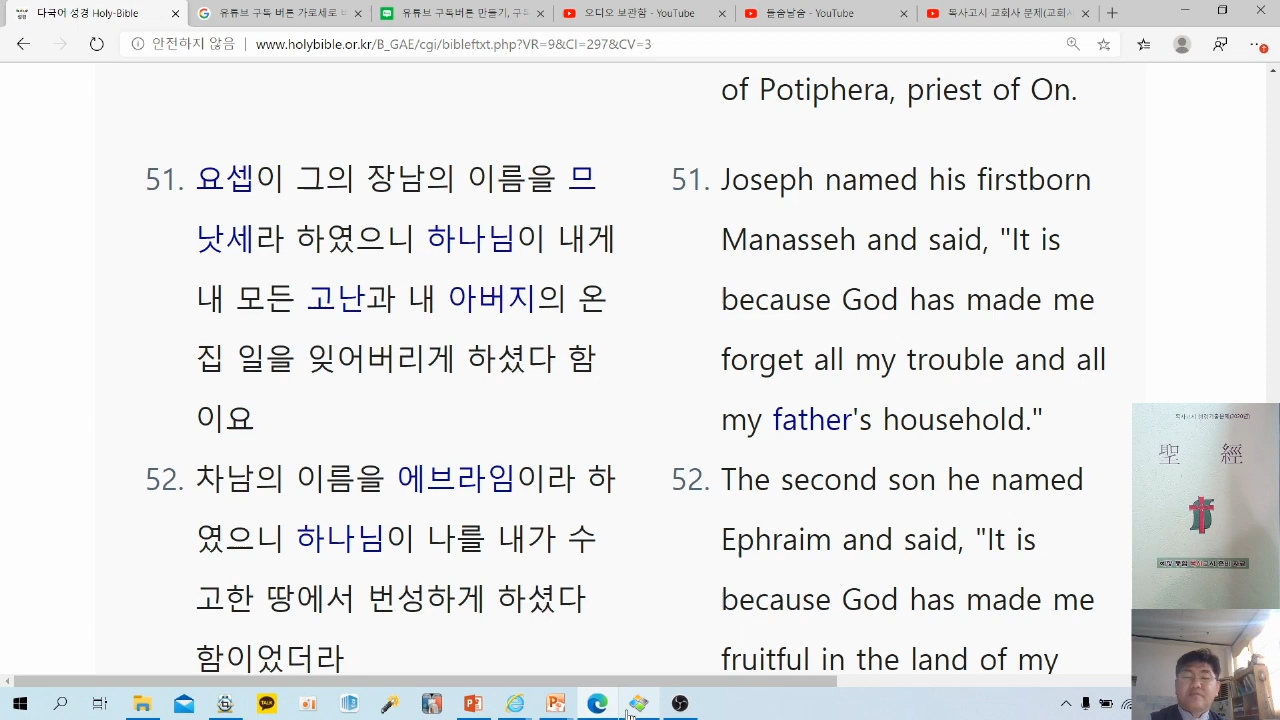 다국어 성경 Holy-Bible
유튜브 구독 버튼 가로세로
유튜브 구독버튼 만들기, 구
오디오 보관함 - YouTube
들숨날숨 - YouTube
목사고시 교회사 문제(교회
안전하지 않음
www.holybible.or.kr/B_GAE/cgi/bibleftxt.php?VR=9&CI=297&CV=3
of Potiphera, priest of On.
51. 요셉이 그의 장남의 이름을 므
낫세라 하였으니 하나님이 내게
내 모든 고난과 내 아버지의 온
집 일을 잊어버리게 하셨다 함
이요
52. 차남의 이름을 에브라임이라 하
였으니 하나님이 나를 내가 수
고한 땅에서 번성하게 하셨다
함이었더라
51. Joseph named his firstborn
Manasseh and said, "It is
because God has made me
forget all my trouble and all
my father's household."
52. The second son he named
Ephraim and said, "It is
because God has made me
fruitful in the land of my
聖 經
TALK